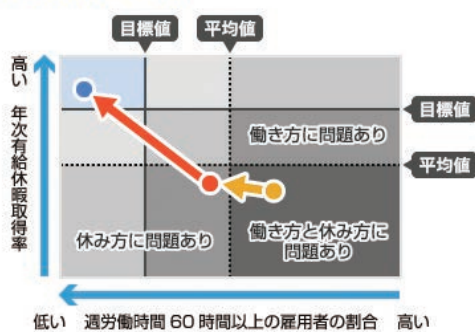 目標値
平均値
高い
年次有給休暇取得率
目標値
働き方に問題あり
平均値
休み方に問題あり
働き方と休み方に
問題あり
低い 週労働時間 60 時間以上の雇用者の割合 高い